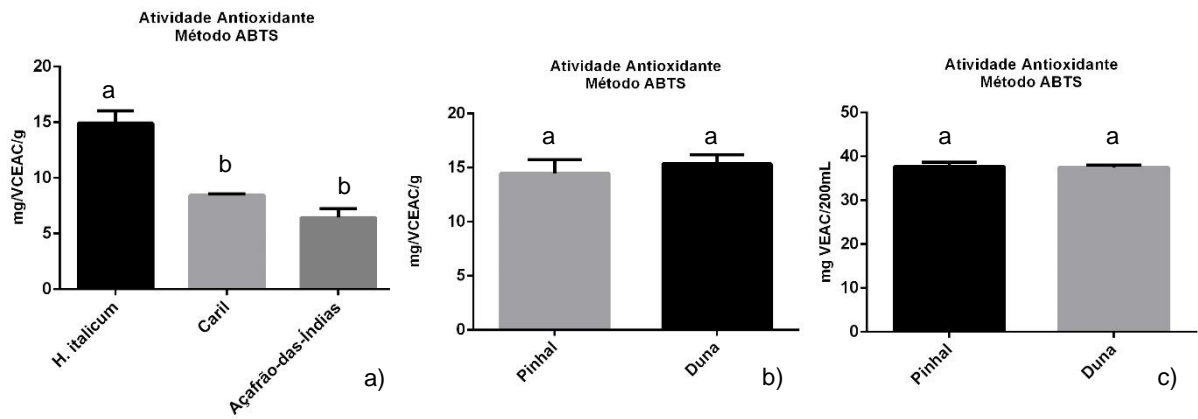 Atividade Antioxidante
Método ABTS
mg/VCEAC/g
20
15
10
5
0
a
b
b
H. italicum
Caril
Açafrão-das-Índias
a)
Atividade Antioxidante
Método ABTS
mg/VCEAC/g
20
15
10
5
0
a
a
Pinhal
Duna
b)
Atividade Antioxidante
Método ABTS
mg VEAC/200mL
50
40
30
20
10
0
a
a
Pinhal
Duna
c)